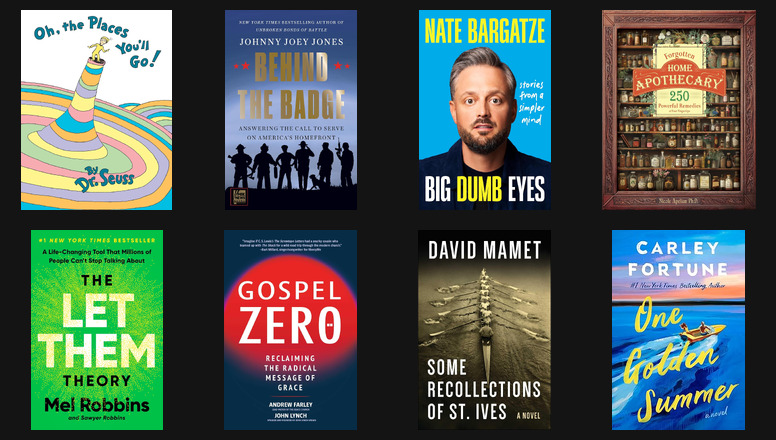 Oh, the Places
You'll
Go!
By
Dr. Seuss
NEW YORK TIMES BESTSELLING AUTHOR OF
UNBROKEN BONDS OF BATTLE
JOHNNY JOEY JONES
BEHIND
THE BADGE
ANSWERING THE CALL TO SERVE
ON AMERICA'S HOMEFRONT
NATE BARGATZE
stories
from a
simpler
mind
BIG DUMB EYES
Forgotten
HOME
APOTHECARY
250
Powerful Remedies
Nicole Apelian Ph.D.
#1 NEW YORK TIMES BESTSELLER
A Life-Changing Tool That Millions of
People Can't Stop Talking About
THE
LET
THEM
THEORY
Mel Robbins
and Sawyer Robbins
GOSPEL
ZERO
RECLAIMING
THE RADICAL
MESSAGE OF
GRACE
ANDREW FARLEY
JOHN LYNCH
DAVID MAMET
SOME
RECOLLECTIONS
OF ST. IVES
A NOVEL
CARLEY
FORTUNE
#1 New York Times Bestselling Author
One
Golden
Summer
a novel